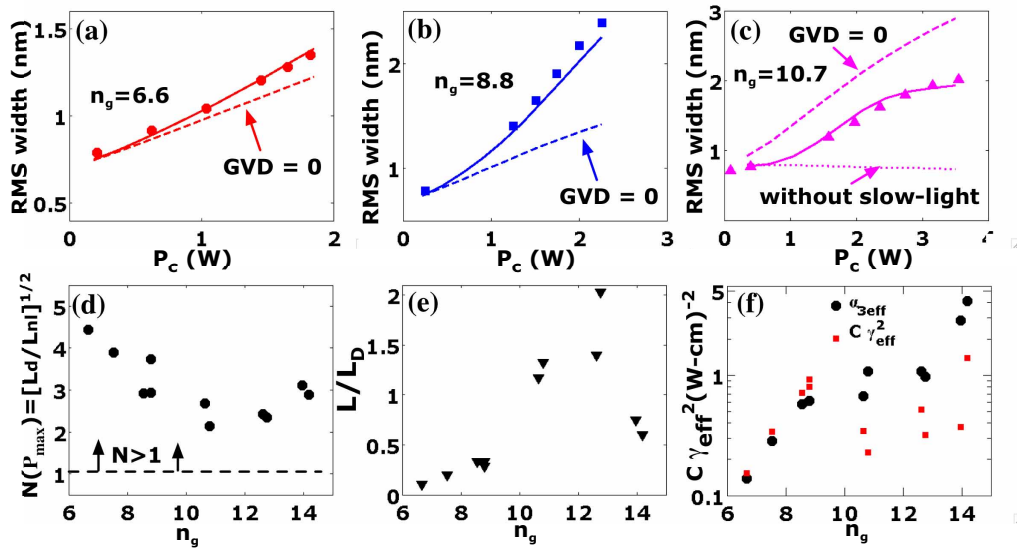 (a)
n_g=6.6
GVD = 0
RMS width (nm)
1.5
1
0.5
0
1
2
P_c (W)
(b)
n_g=8.8
GVD = 0
RMS width (nm)
2
1
0
1
2
3
P_c (W)
(c)
GVD = 0
n_g=10.7
without slow-light
RMS width (nm)
3
2
1
0
0
1
2
3
4
P_c (W)
(d)
N>1
N(P_max)=[Ld/Lnl]^1/2
5
4
3
2
1
6
8
10
12
14
n_g
(e)
L/L_D
2
1.5
1
0.5
0
6
8
10
12
14
n_g
(f)
α_3eff
C γ_eff^2
C γ_eff^2(W-cm)^-2
5
1
0.1
6
8
10
12
14
n_g